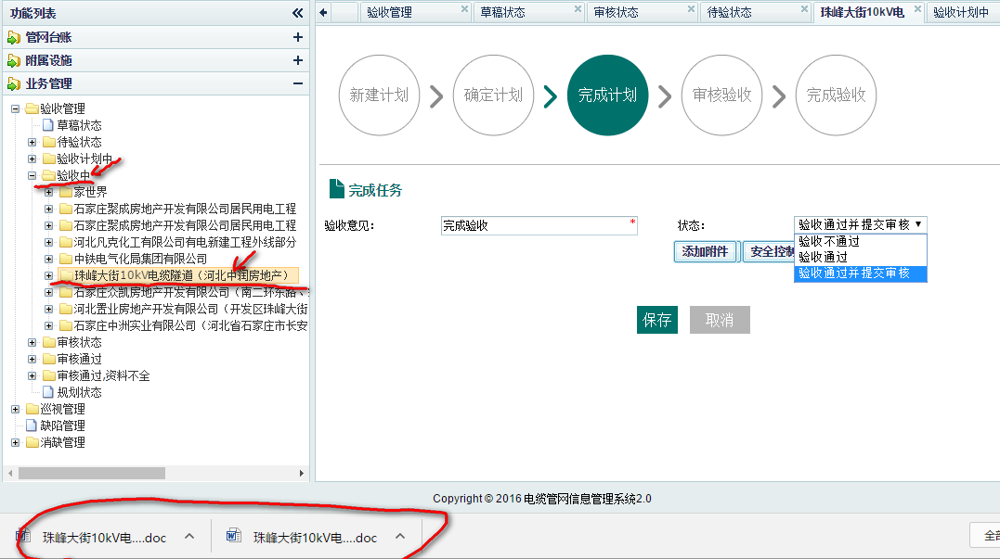 功能列表
管网台账
附属设施
业务管理
验收管理
草稿状态
待验状态
验收计划中
验收中
家世界
石家庄聚成房地产开发有限公司居民用电工程
石家庄聚成房地产开发有限公司居民用电工程
河北凡克化工有限公司有电新建工程外线部分
中铁电气化局集团有限公司
珠峰大街10kV电缆隧道（河北中润房地产）
石家庄众凯房地产开发有限公司（南二环东路、
河北置业房地产开发有限公司（开发区珠峰大街
石家庄中洲实业有限公司（河北省石家庄市长安
审核状态
审核通过
审核通过,资料不全
规划状态
巡视管理
缺陷管理
消缺管理
验收管理 草稿状态 审核状态 待验状态 珠峰大街10kV电 验收计划中
新建计划 确定计划 完成计划 审核验收 完成验收
完成任务
验收意见： 完成验收 * 状态： 验收通过并提交审核
验收不通过
验收通过
验收通过并提交审核
添加附件 安全控制
保存 取消
Copyright © 2016 电缆管网信息管理系统2.0
珠峰大街10kV电....doc 珠峰大街10kV电....doc